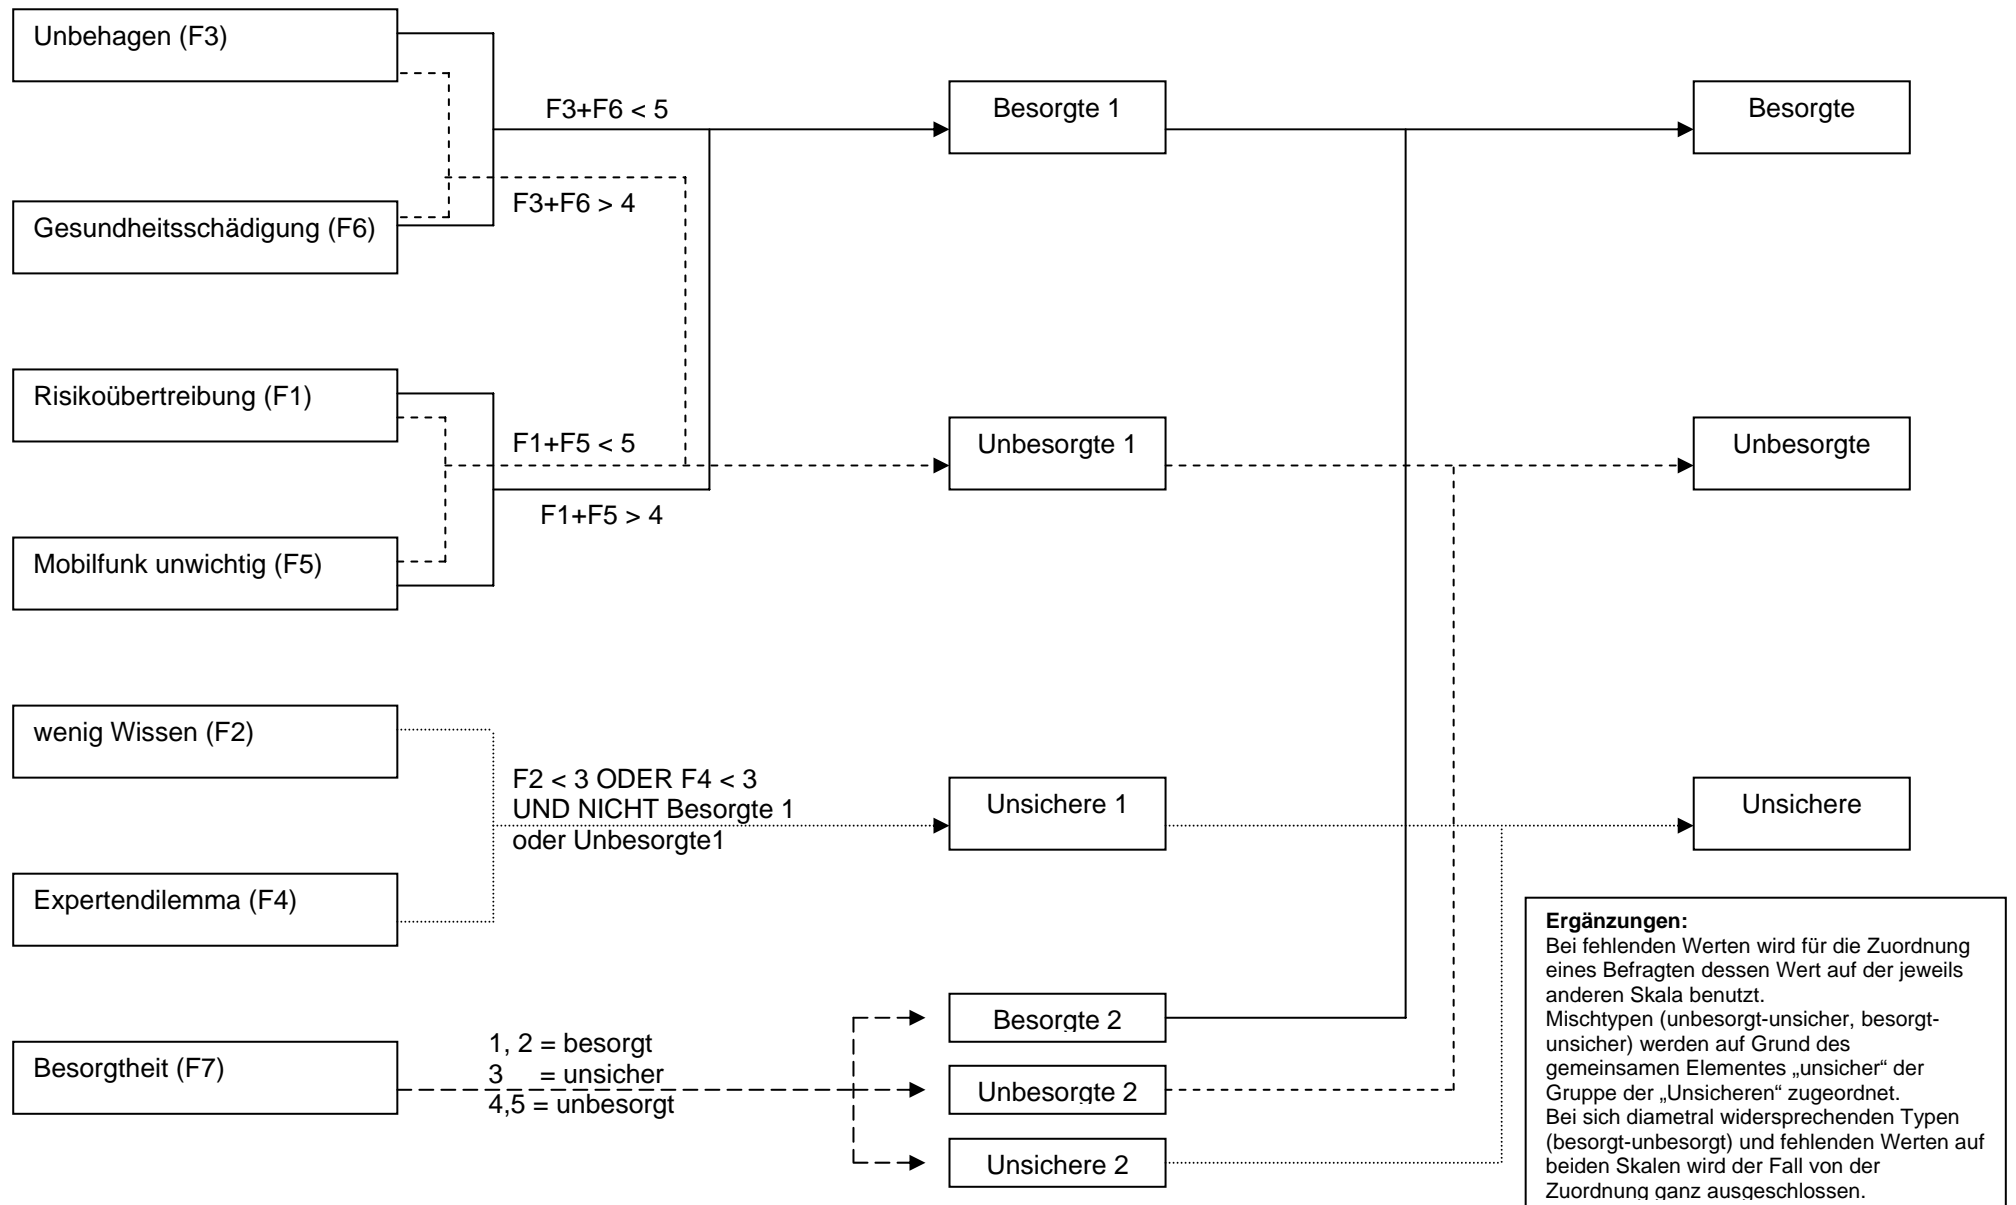 Unbehagen (F3)
Gesundheitsschädigung (F6)
F3+F6 < 5
F3+F6 > 4
Besorgte 1
Besorgte
Risikoübertreibung (F1)
Mobilfunk unwichtig (F5)
F1+F5 < 5
F1+F5 > 4
Unbesorgte 1
Unbesorgte
wenig Wissen (F2)
Expertendilemma (F4)
F2 < 3 ODER F4 < 3
UND NICHT Besorgte 1
oder Unbesorgte1
Unsichere 1
Unsichere
Besorgtheit (F7)
1, 2 = besorgt
3 = unsicher
4,5 = unbesorgt
Besorgte 2
Unbesorgte 2
Unsichere 2
Ergänzungen:
Bei fehlenden Werten wird für die Zuordnung
eines Befragten dessen Wert auf der jeweils
anderen Skala benutzt.
Mischtypen (unbesorgt-unsicher, besorgt-
unsicher) werden auf Grund des
gemeinsamen Elementes „unsicher“ der
Gruppe der „Unsicheren“ zugeordnet.
Bei sich diametral widersprechenden Typen
(besorgt-unbesorgt) und fehlenden Werten auf
beiden Skalen wird der Fall von der
Zuordnung ganz ausgeschlossen.